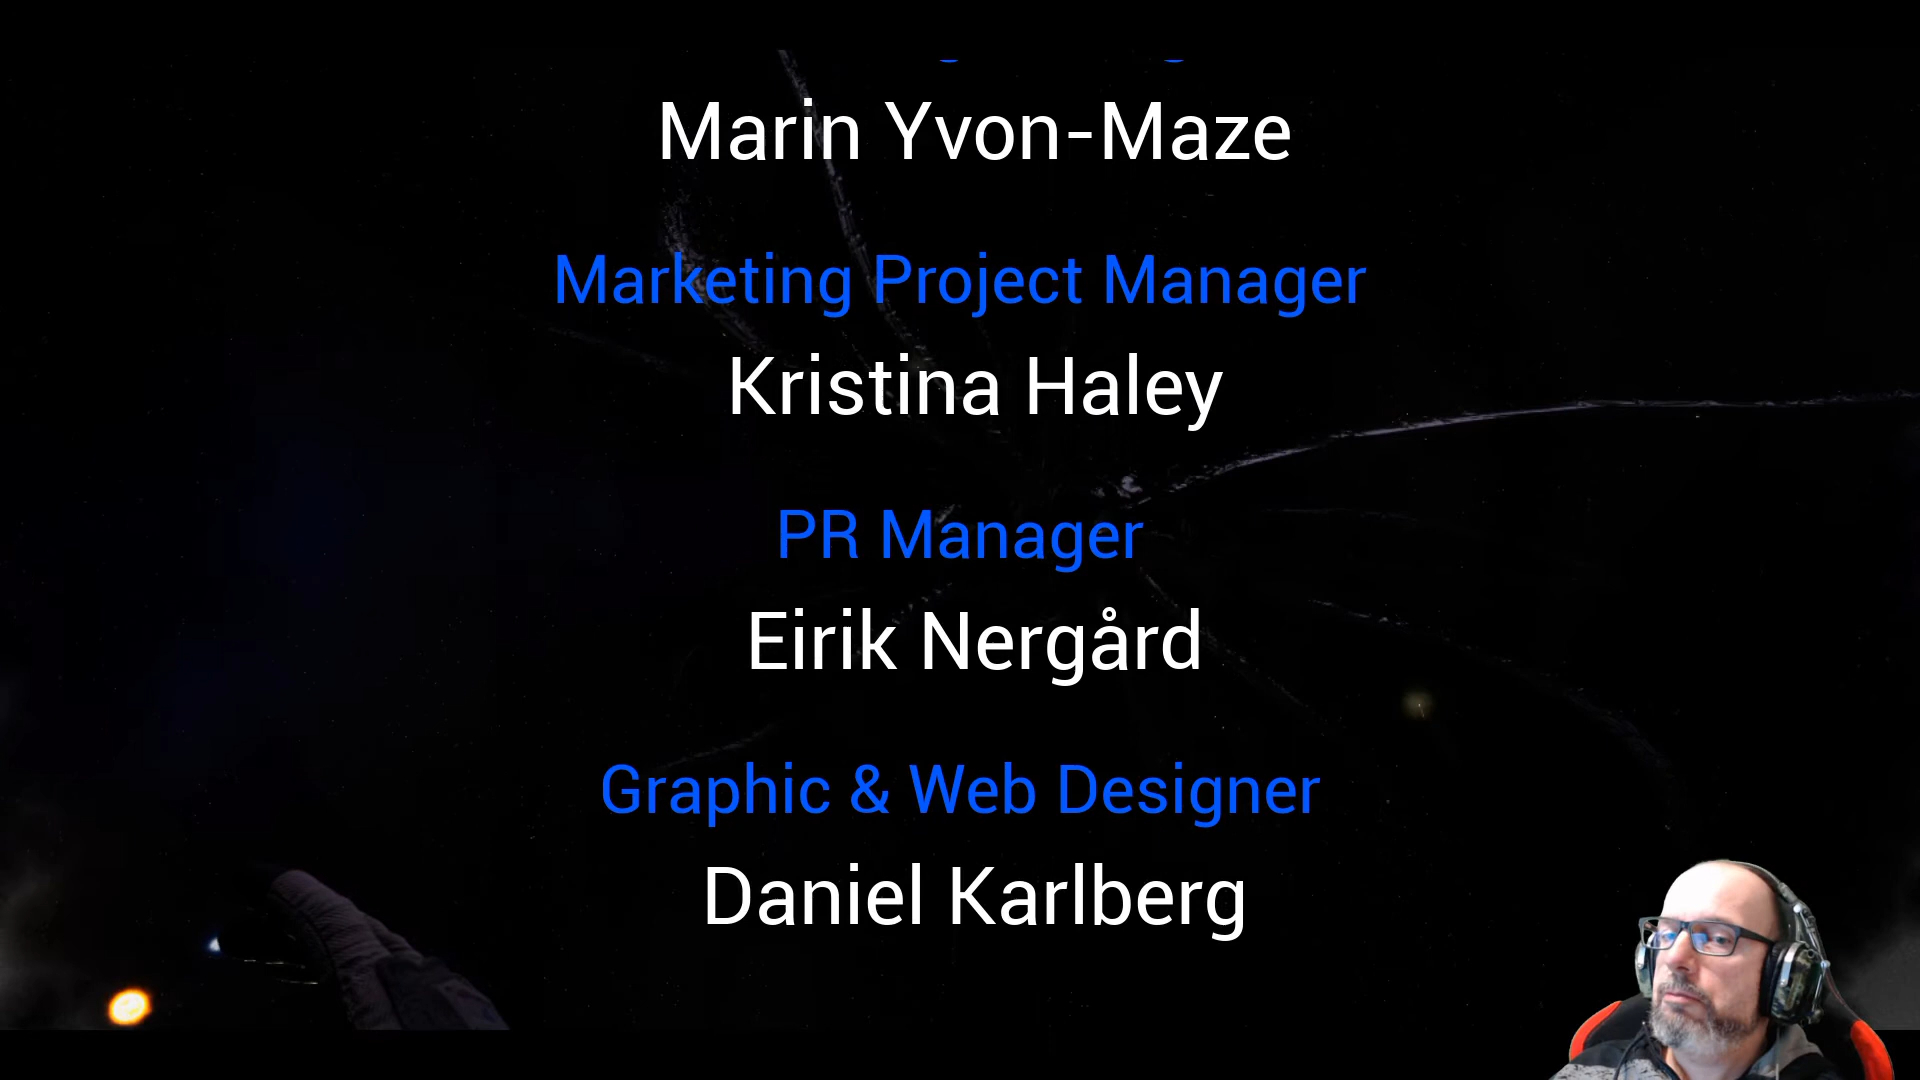 Marin Yvon-Maze
Marketing Project Manager
Kristina Haley
PR Manager
Eirik Nergård
Graphic & Web Designer
Daniel Karlberg